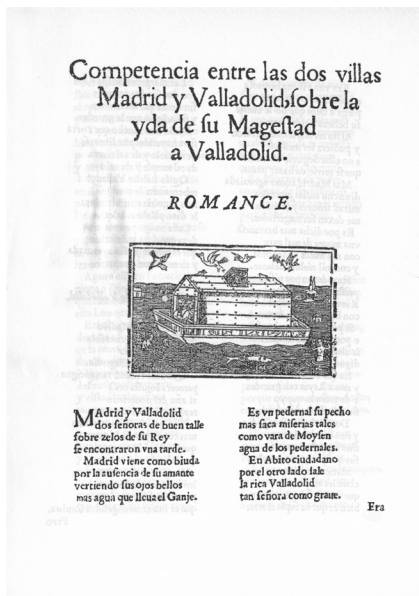 Competencia entre las dos villas
Madrid y Valladolid, sobre la
yda de su Magestad
a Valladolid.
ROMANCE.
MAdrid y Valladolid
dos señoras de buen talle
sobre zelos de su Rey
se encontraron vna tarde.
Madrid viene como biuda
por la ausencia de su amante
vertiendo sus ojos bellos
mas agua que lleua el Ganje.
Es vn pedernal su pecho
mas saca miserias tales
como vara de Moysen
agua de los pedernales.
En Abito ciudadano
por el otro lado sale
la rica Valladolid
tan señora como graue.
Era